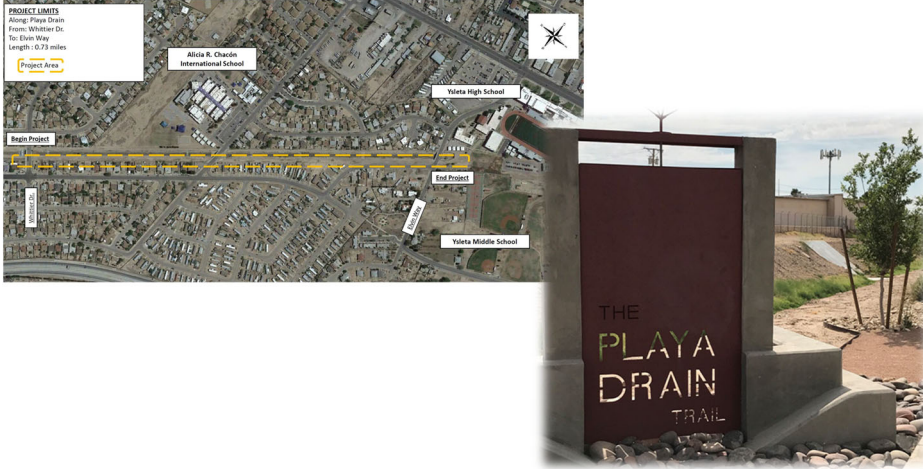 PROJECT LIMITS
Along: Playa Drain
From: Whittier Dr.
To: Elvin Way
Length : 0.73 miles
Project Area
Alicia R. Chacón
International School
Ysleta High School
Begin Project
End Project
Whittier Dr.
Elvin Way
Ysleta Middle School
THE
PLAYA
DRAIN
TRAIL